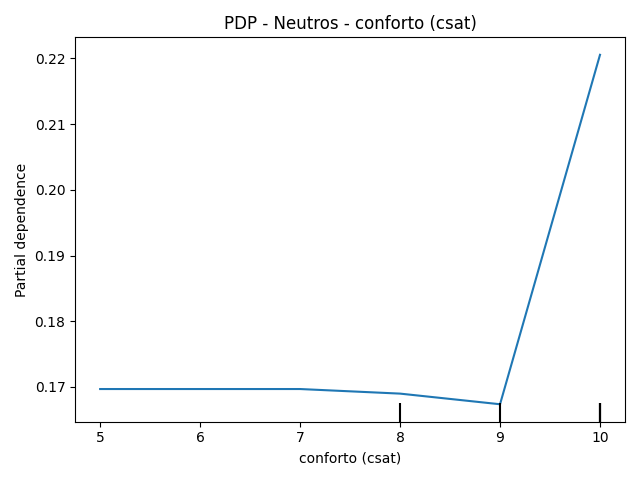 PDP - Neutros - conforto (csat)
Partial dependence
0.22
0.21
0.20
0.19
0.18
0.17
5 6 7 8 9 10
conforto (csat)